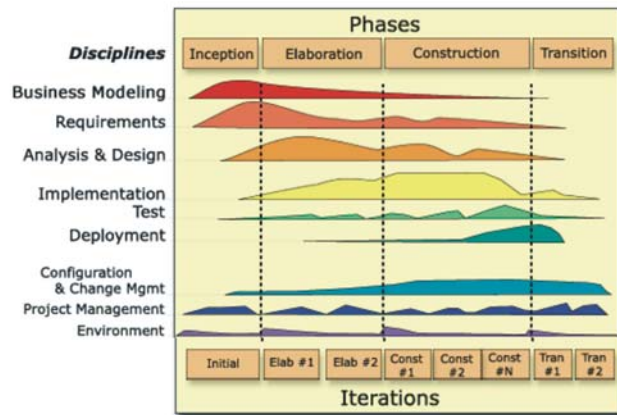 Phases
Disciplines
Inception Elaboration Construction Transition
Business Modeling
Requirements
Analysis & Design
Implementation
Test
Deployment
Configuration
& Change Mgmt
Project Management
Environment
Initial Elab #1 Elab #2 Const #1 Const #2 Const #N Tran #1 Tran #2
Iterations